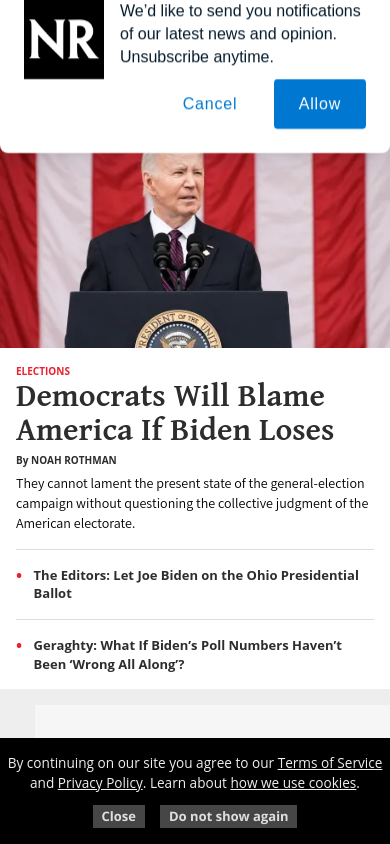 NR
We'd like to send you notifications
of our latest news and opinion.
Unsubscribe anytime.
Cancel
Allow
ELECTIONS
Democrats Will Blame
America If Biden Loses
By NOAH ROTHMAN
They cannot lament the present state of the general-election
campaign without questioning the collective judgment of the
American electorate.
• The Editors: Let Joe Biden on the Ohio Presidential
Ballot
• Geraghty: What If Biden's Poll Numbers Haven't
Been 'Wrong All Along'?
By continuing on our site you agree to our Terms of Service
and Privacy Policy. Learn about how we use cookies.
Close
Do not show again